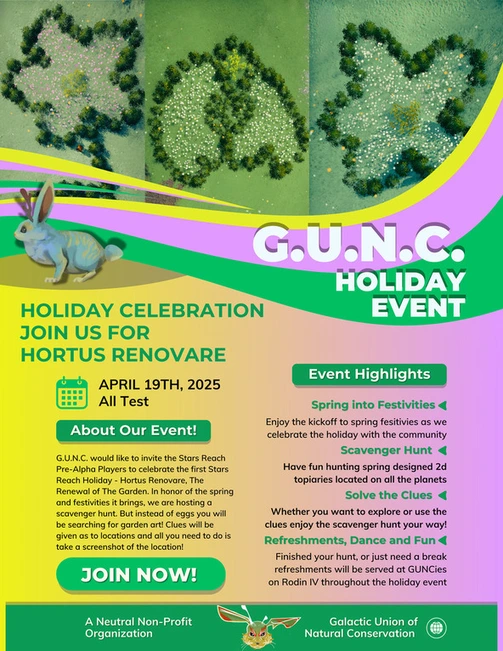 G.U.N.C.
HOLIDAY
EVENT
HOLIDAY CELEBRATION
JOIN US FOR
HORTUS RENOVARE
APRIL 19TH, 2025
All Test
About Our Event!
G.U.N.C. would like to invite the Stars Reach
Pre-Alpha Players to celebrate the first Stars
Reach Holiday - Hortus Renovare, The
Renewal of The Garden. In honor of the spring
and festivities it brings, we are hosting a
scavenger hunt. But instead of eggs you will
be searching for garden art! Clues will be
given as to locations and all you need to do is
take a screenshot of the location!
JOIN NOW!
Event Highlights
Spring into Festivities
Enjoy the kickoff to spring fesitivies as we
celebrate the holiday with the community
Scavenger Hunt
Have fun hunting spring designed 2d
topiaries located on all the planets
Solve the Clues
Whether you want to explore or use the
clues enjoy the scavenger hunt your way!
Refreshments, Dance and Fun
Finished your hunt, or just need a break
refreshments will be served at GUNCies
on Rodin IV throughout the holiday event
A Neutral Non-Profit
Organization
Galactic Union of
Natural Conservation